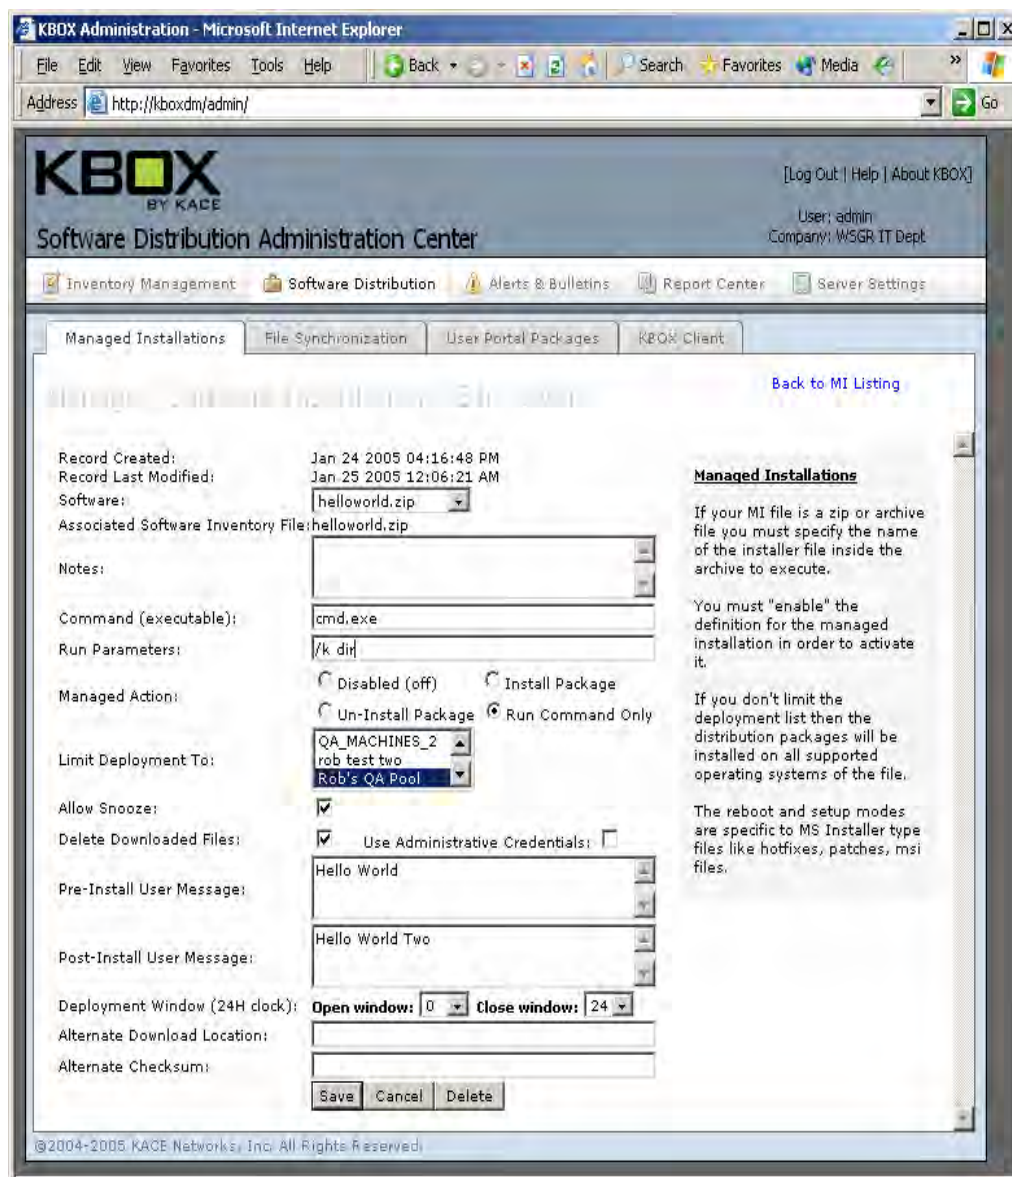 KBOX Administration - Microsoft Internet Explorer
File Edit View Favorites Tools Help Back Search Favorites Media »
Address http://kboxdm/admin/ Go
KBOX
BY KACE
[Log Out | Help | About KBOX]
User: admin
Software Distribution Administration Center
Company: WSGR IT Dept
Inventory Management Software Distribution Alerts & Bulletins Report Center Server Settings
Managed Installations File Synchronization User Portal Packages KBOX Client
Back to MI Listing
Record Created: Jan 24 2005 04:16:48 PM
Record Last Modified: Jan 25 2005 12:06:21 AM
Software: helloworld.zip
Associated Software Inventory File:helloworld.zip
Notes:
Command (executable): cmd.exe
Run Parameters: /k dir
Managed Action: Disabled (off) Install Package
Un-Install Package Run Command Only
Limit Deployment To: QA_MACHINES_2
rob test two
Rob's QA Pool
Allow Snooze:
Delete Downloaded Files: Use Administrative Credentials:
Pre-Install User Message: Hello World
Post-Install User Message: Hello World Two
Deployment Window (24H clock): Open window: 0 Close window: 24
Alternate Download Location:
Alternate Checksum:
Save Cancel Delete
Managed Installations
If your MI file is a zip or archive
file you must specify the name
of the installer file inside the
archive to execute.
You must "enable" the
definition for the managed
installation in order to activate
it.
If you don't limit the
deployment list then the
distribution packages will be
installed on all supported
operating systems of the file.
The reboot and setup modes
are specific to MS Installer type
files like hotfixes, patches, msi
files.
©2004-2005 KACE Networks, Inc. All Rights Reserved.